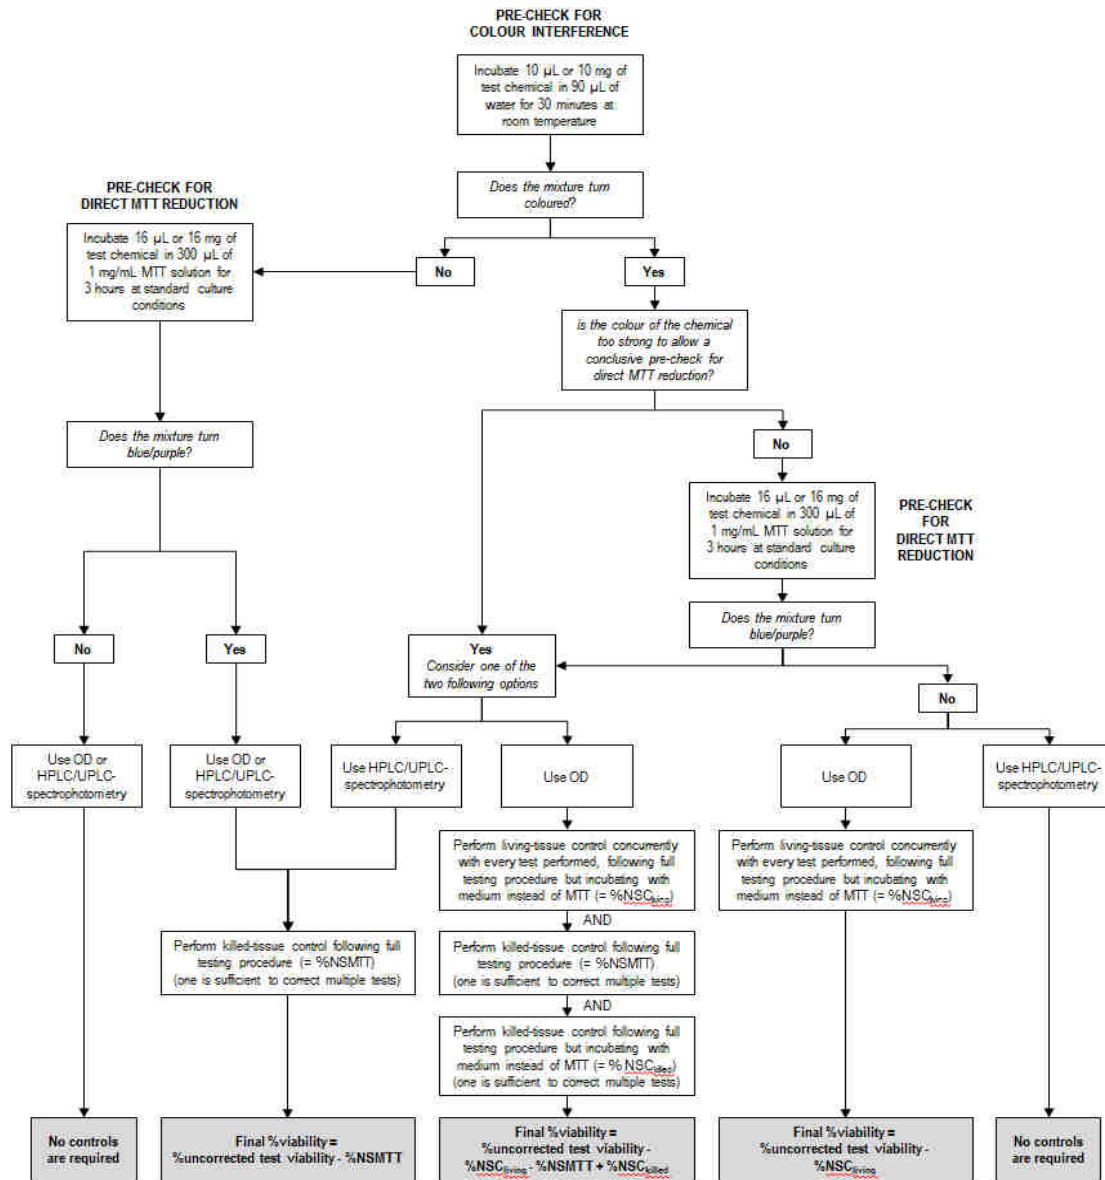 PRE-CHECK FOR
COLOUR INTERFERENCE
Incubate 10 µL or 10 mg of
test chemical in 90 µL of
water for 30 minutes at
room temperature
Does the mixture turn
coloured?
PRE-CHECK FOR
DIRECT MTT REDUCTION
Incubate 16 µL or 16 mg of
test chemical in 300 µL of
1 mg/mL MTT solution for
3 hours at standard culture
conditions
No
Yes
is the colour of the chemical
too strong to allow a
conclusive pre-check for
direct MTT reduction?
Does the mixture turn
blue/purple?
No
Incubate 16 µL or 16 mg of
test chemical in 300 µL of
1 mg/mL MTT solution for
3 hours at standard culture
conditions
PRE-CHECK
FOR
DIRECT MTT
REDUCTION
Does the mixture turn
blue/purple?
No
Yes
Yes
Consider one of the
two following options
No
Use OD or
HPLC/UPLC-
spectrophotometry
Use OD or
HPLC/UPLC-
spectrophotometry
Use HPLC/UPLC-
spectrophotometry
Use OD
Use OD
Use HPLC/UPLC-
spectrophotometry
Perform living-tissue control concurrently
with every test performed, following full
testing procedure but incubating with
medium instead of MTT (= %NSCliving)
Perform living-tissue control concurrently
with every test performed, following full
testing procedure but incubating with
medium instead of MTT (= %NSCliving)
AND
Perform killed-tissue control following full
testing procedure (= %NSMTT)
(one is sufficient to correct multiple tests)
Perform killed-tissue control following full
testing procedure (= %NSMTT)
(one is sufficient to correct multiple tests)
AND
Perform killed-tissue control following full
testing procedure but incubating with
medium instead of MTT (= % NSCkilled)
(one is sufficient to correct multiple tests)
No controls
are required
Final %viability =
%uncorrected test viability - %NSMTT
Final %viability =
%uncorrected test viability -
%NSCliving - %NSMTT + %NSCkilled
Final %viability =
%uncorrected test viability -
%NSCliving
No controls
are required